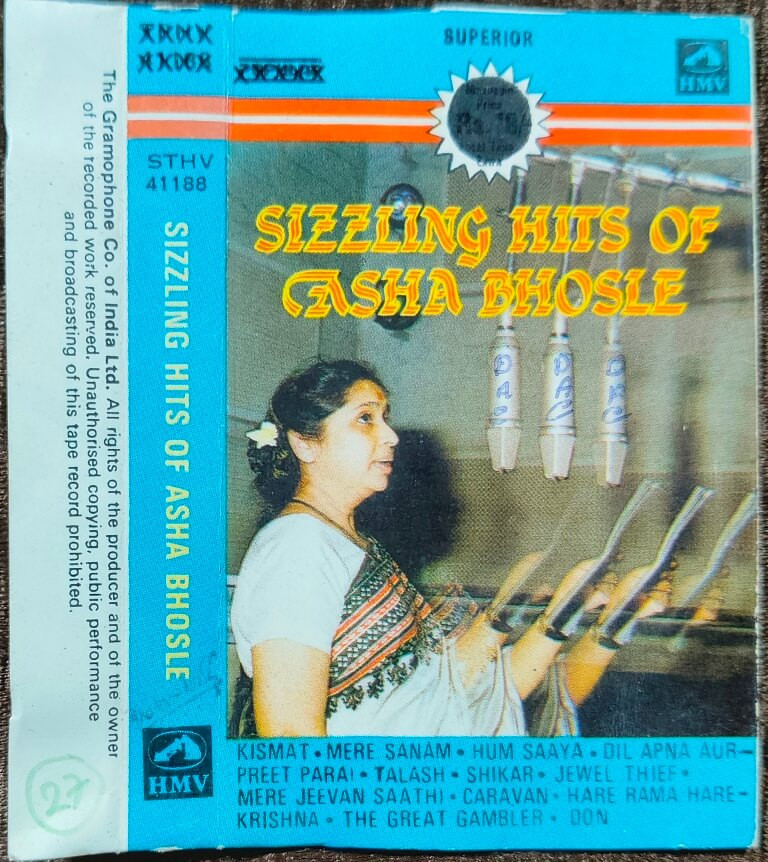 The Gramophone Co. of India Ltd. All rights of the producer and of the owner
of the recorded work reserved. Unauthorised copying, public performance
and broadcasting of this tape record prohibited.
27
STHV
41188
SIZZLING HITS OF ASHA BHOSLE
HMV
SUPERIOR
HMV
SIZZLING HITS OF
ASHA BHOSLE
KISMAT • MERE SANAM • HUM SAAYA • DIL APNA AUR–
PREET PARAI • TALASH • SHIKAR • JEWEL THIEF •
MERE JEEVAN SAATHI • CARAVAN • HARE RAMA HARE–
KRISHNA • THE GREAT GAMBLER • DON